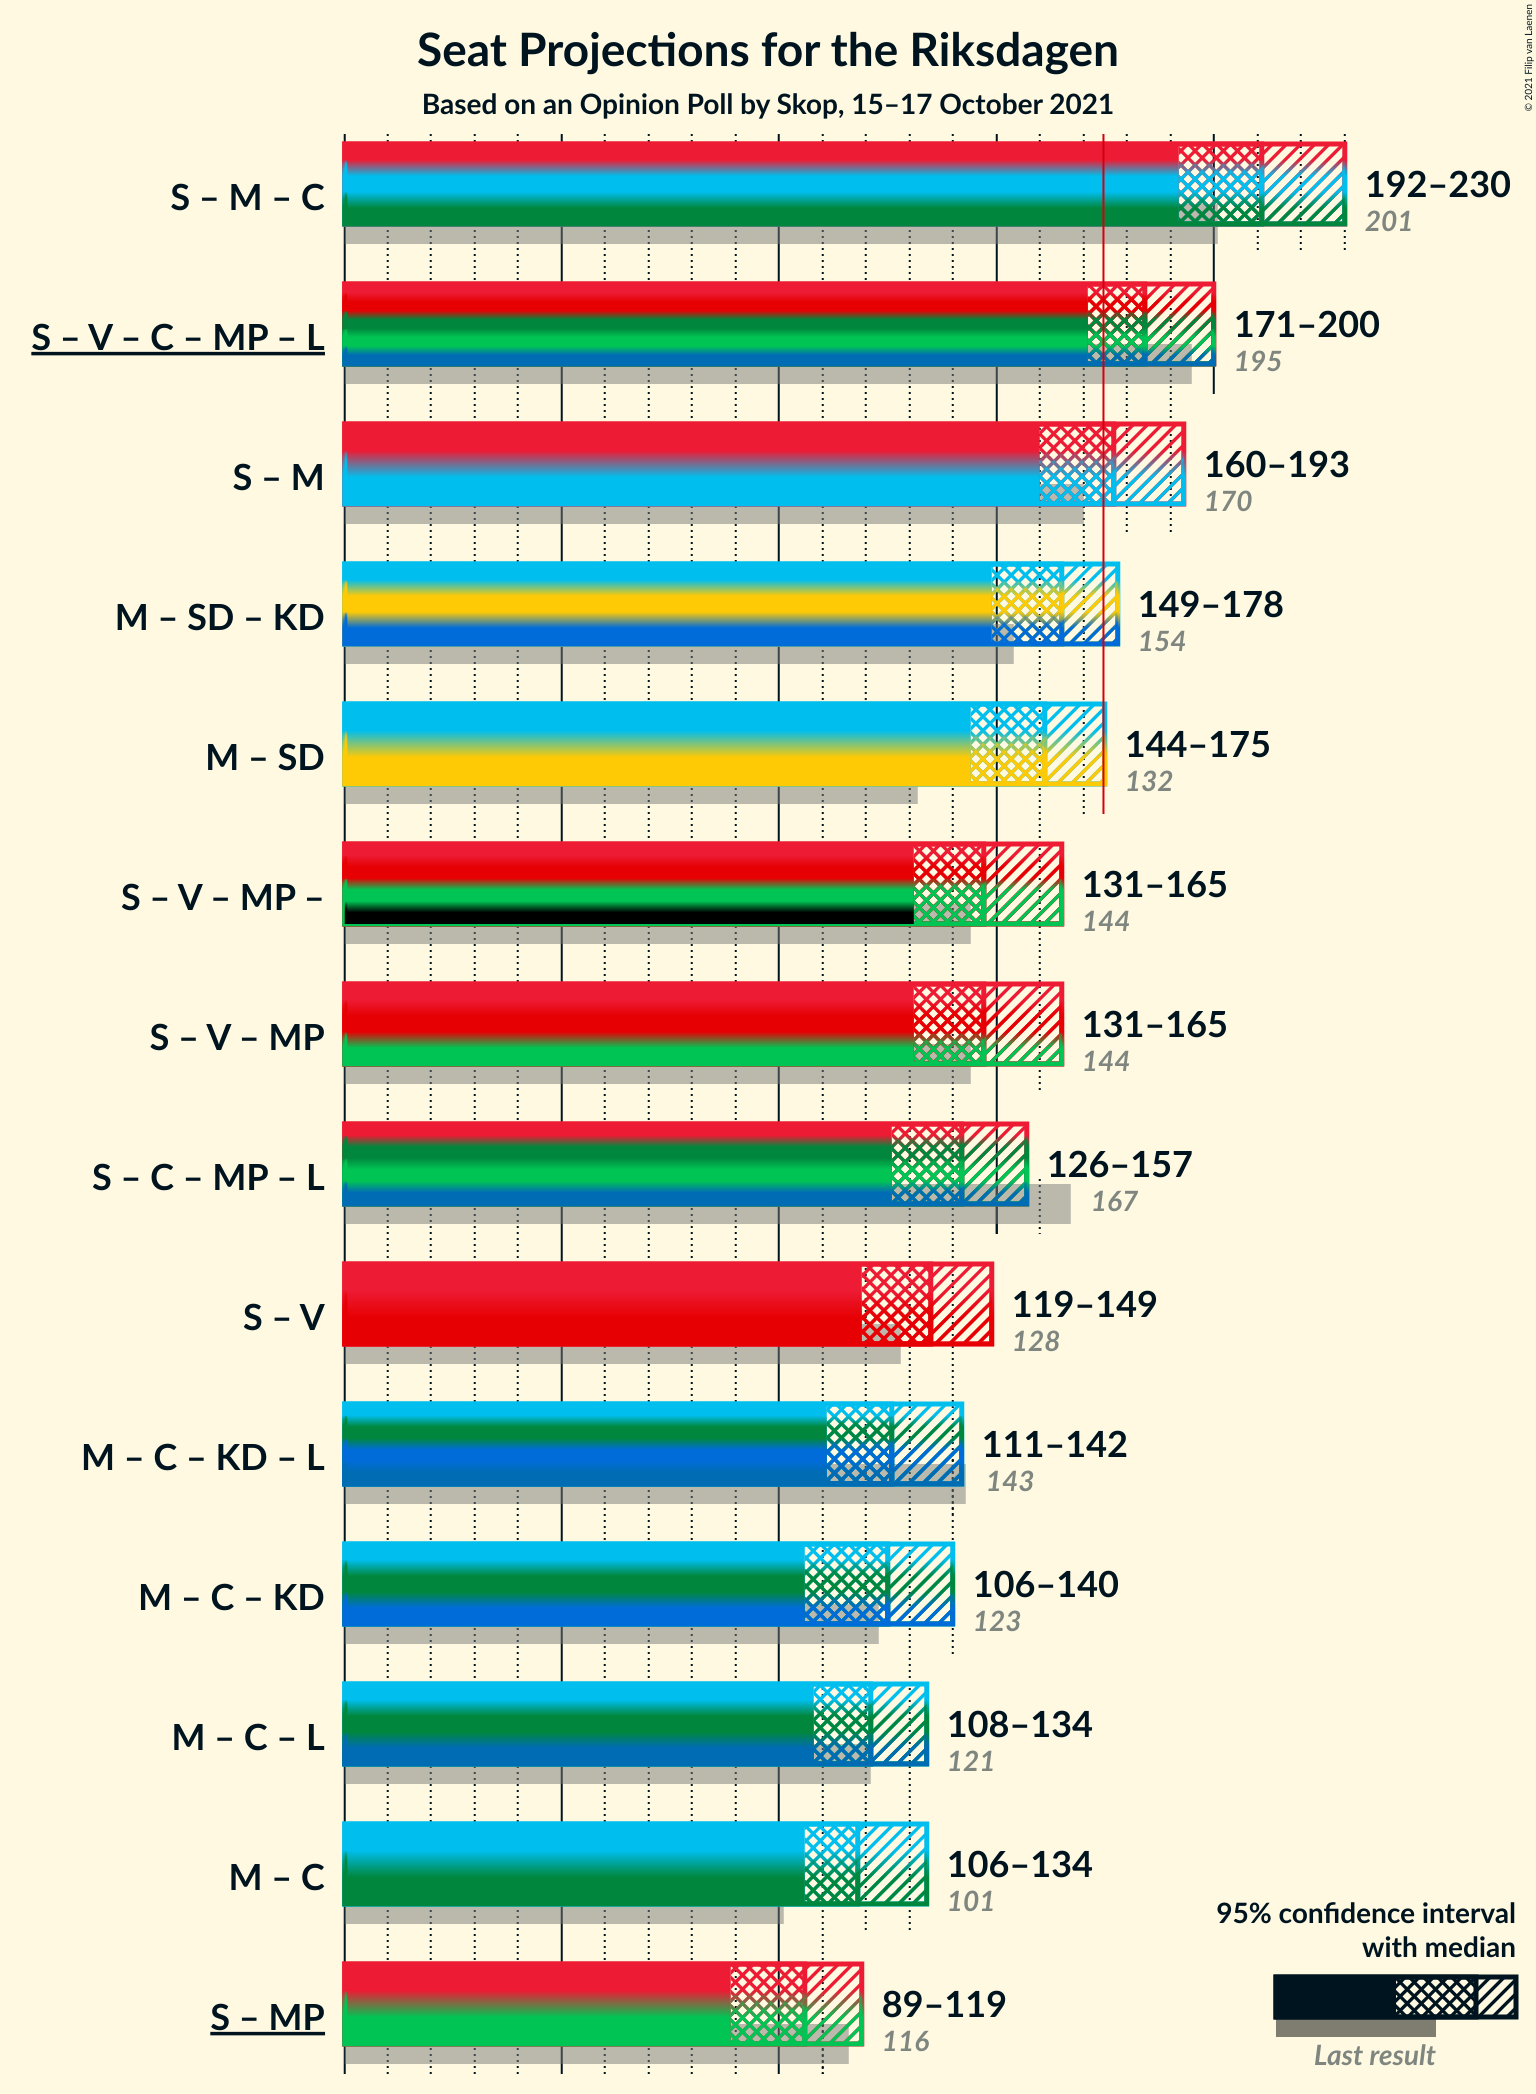 Seat Projections for the Riksdagen
Based on an Opinion Poll by Skop, 15–17 October 2021
© 2021 Filip van Laenen
S – M – C
192–230
201
S – V – C – MP – L
171–200
195
S – M
160–193
170
M – SD – KD
149–178
154
M – SD
144–175
132
S – V – MP –
131–165
144
S – V – MP
131–165
144
S – C – MP – L
126–157
167
S – V
119–149
128
M – C – KD – L
111–142
143
M – C – KD
106–140
123
M – C – L
108–134
121
M – C
106–134
101
S – MP
89–119
116
95% confidence interval
with median
Last result